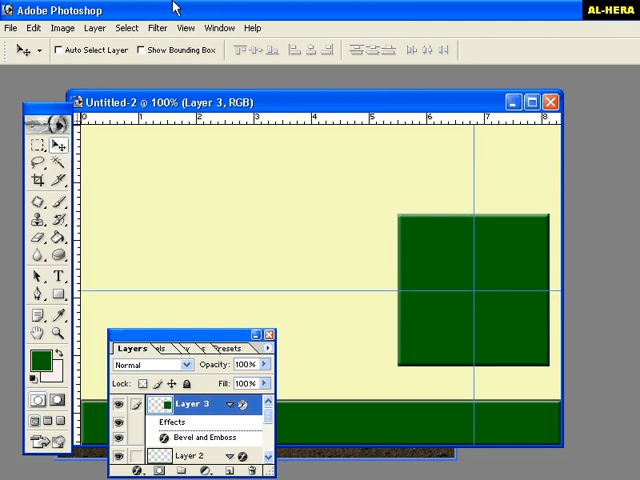 Adobe Photoshop
AL-HERA
File Edit Image Layer Select Filter View Window Help
Auto Select Layer Show Bounding Box
Untitled-2 @ 100% (Layer 3, RGB)
0 1 2 3 4 5 6 7 8
Layers els s resets
Normal Opacity: 100%
Lock: Fill: 100%
Layer 3
Effects
Bevel and Emboss
Layer 2